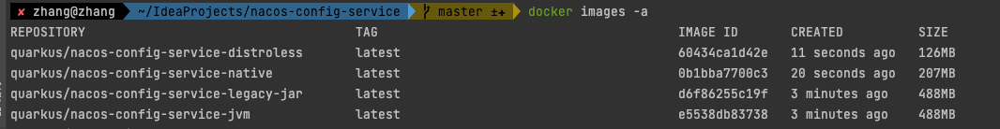 ✘ zhang@zhang ~/IdeaProjects/nacos-config-service master ±✚ docker images -a
REPOSITORY TAG IMAGE ID CREATED SIZE
quarkus/nacos-config-service-distroless latest 60434ca1d42e 11 seconds ago 126MB
quarkus/nacos-config-service-native latest 0b1bba7700c3 20 seconds ago 207MB
quarkus/nacos-config-service-legacy-jar latest d6f86255c19f 3 minutes ago 488MB
quarkus/nacos-config-service-jvm latest e5538db83738 3 minutes ago 488MB